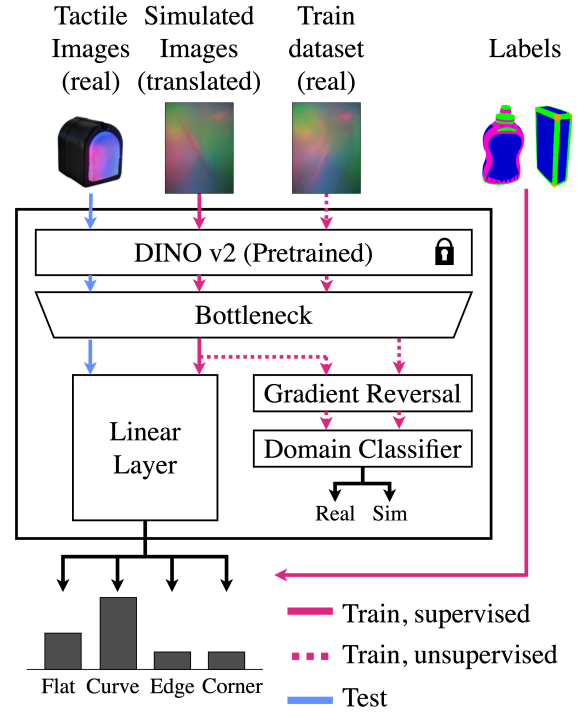 Tactile
Images
(real)
Simulated
Images
(translated)
Train
dataset
(real)
Labels
DINO v2 (Pretrained)
Bottleneck
Linear
Layer
Gradient Reversal
Domain Classifier
Real
Sim
Flat
Curve
Edge
Corner
Train, supervised
Train, unsupervised
Test